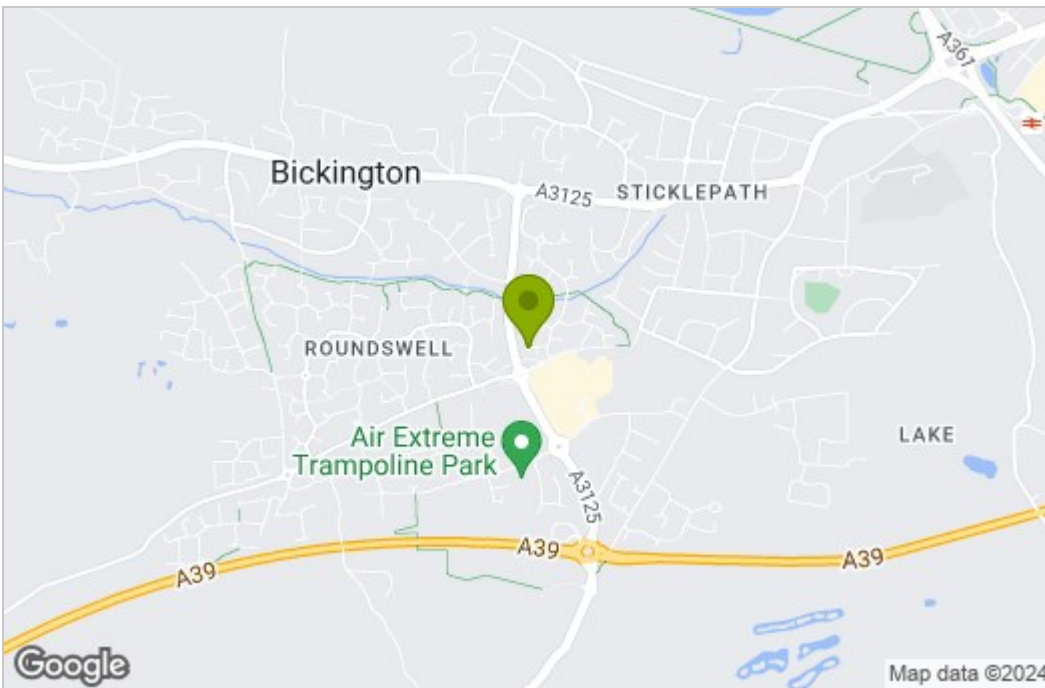 A361
Bickington
A3125
STICKLEPATH
ROUNDSWELL
Air Extreme
Trampoline Park
LAKE
A3125
A39
A39
A39
Google
Map data ©2024